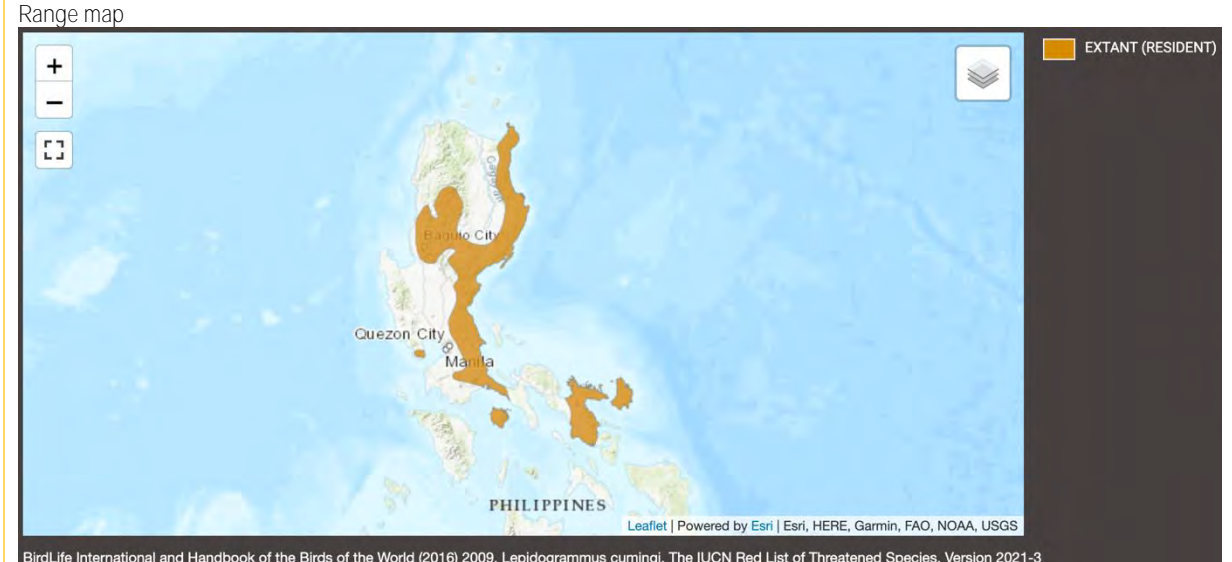 Range map
+
−
EXTANT (RESIDENT)
Cagayan
Baguio City
Quezon City
Manila
PHILIPPINES
Leaflet | Powered by Esri | Esri, HERE, Garmin, FAO, NOAA, USGS
BirdLife International and Handbook of the Birds of the World (2016) 2009. Lepidogrammus cumingi. The IUCN Red List of Threatened Species. Version 2021-3